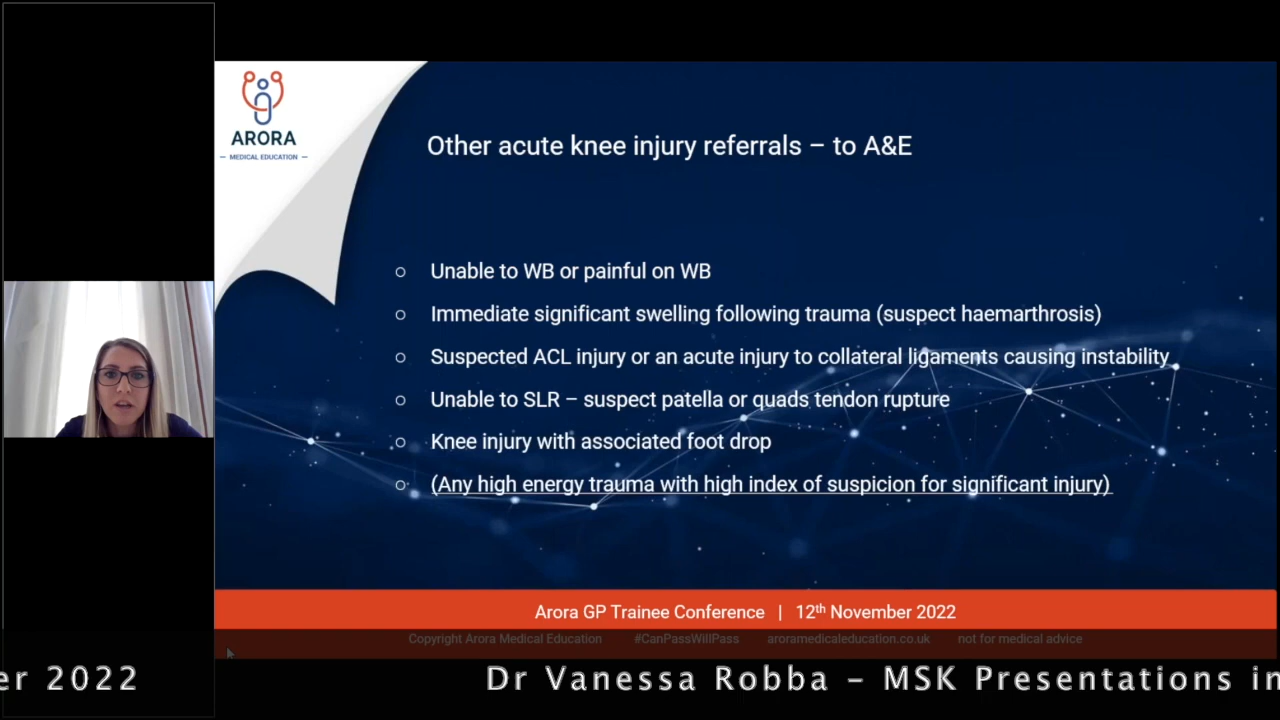 ARORA
MEDICAL EDUCATION
Other acute knee injury referrals – to A&E
Unable to WB or painful on WB
Immediate significant swelling following trauma (suspect haemarthrosis)
Suspected ACL injury or an acute injury to collateral ligaments causing instability
Unable to SLR – suspect patella or quads tendon rupture
Knee injury with associated foot drop
(Any high energy trauma with high index of suspicion for significant injury)
Arora GP Trainee Conference | 12th November 2022
Copyright Arora Medical Education #CanPassWillPass aroramedicaleducation.co.uk not for medical advice
er 2022 Dr Vanessa Robba – MSK Presentations in